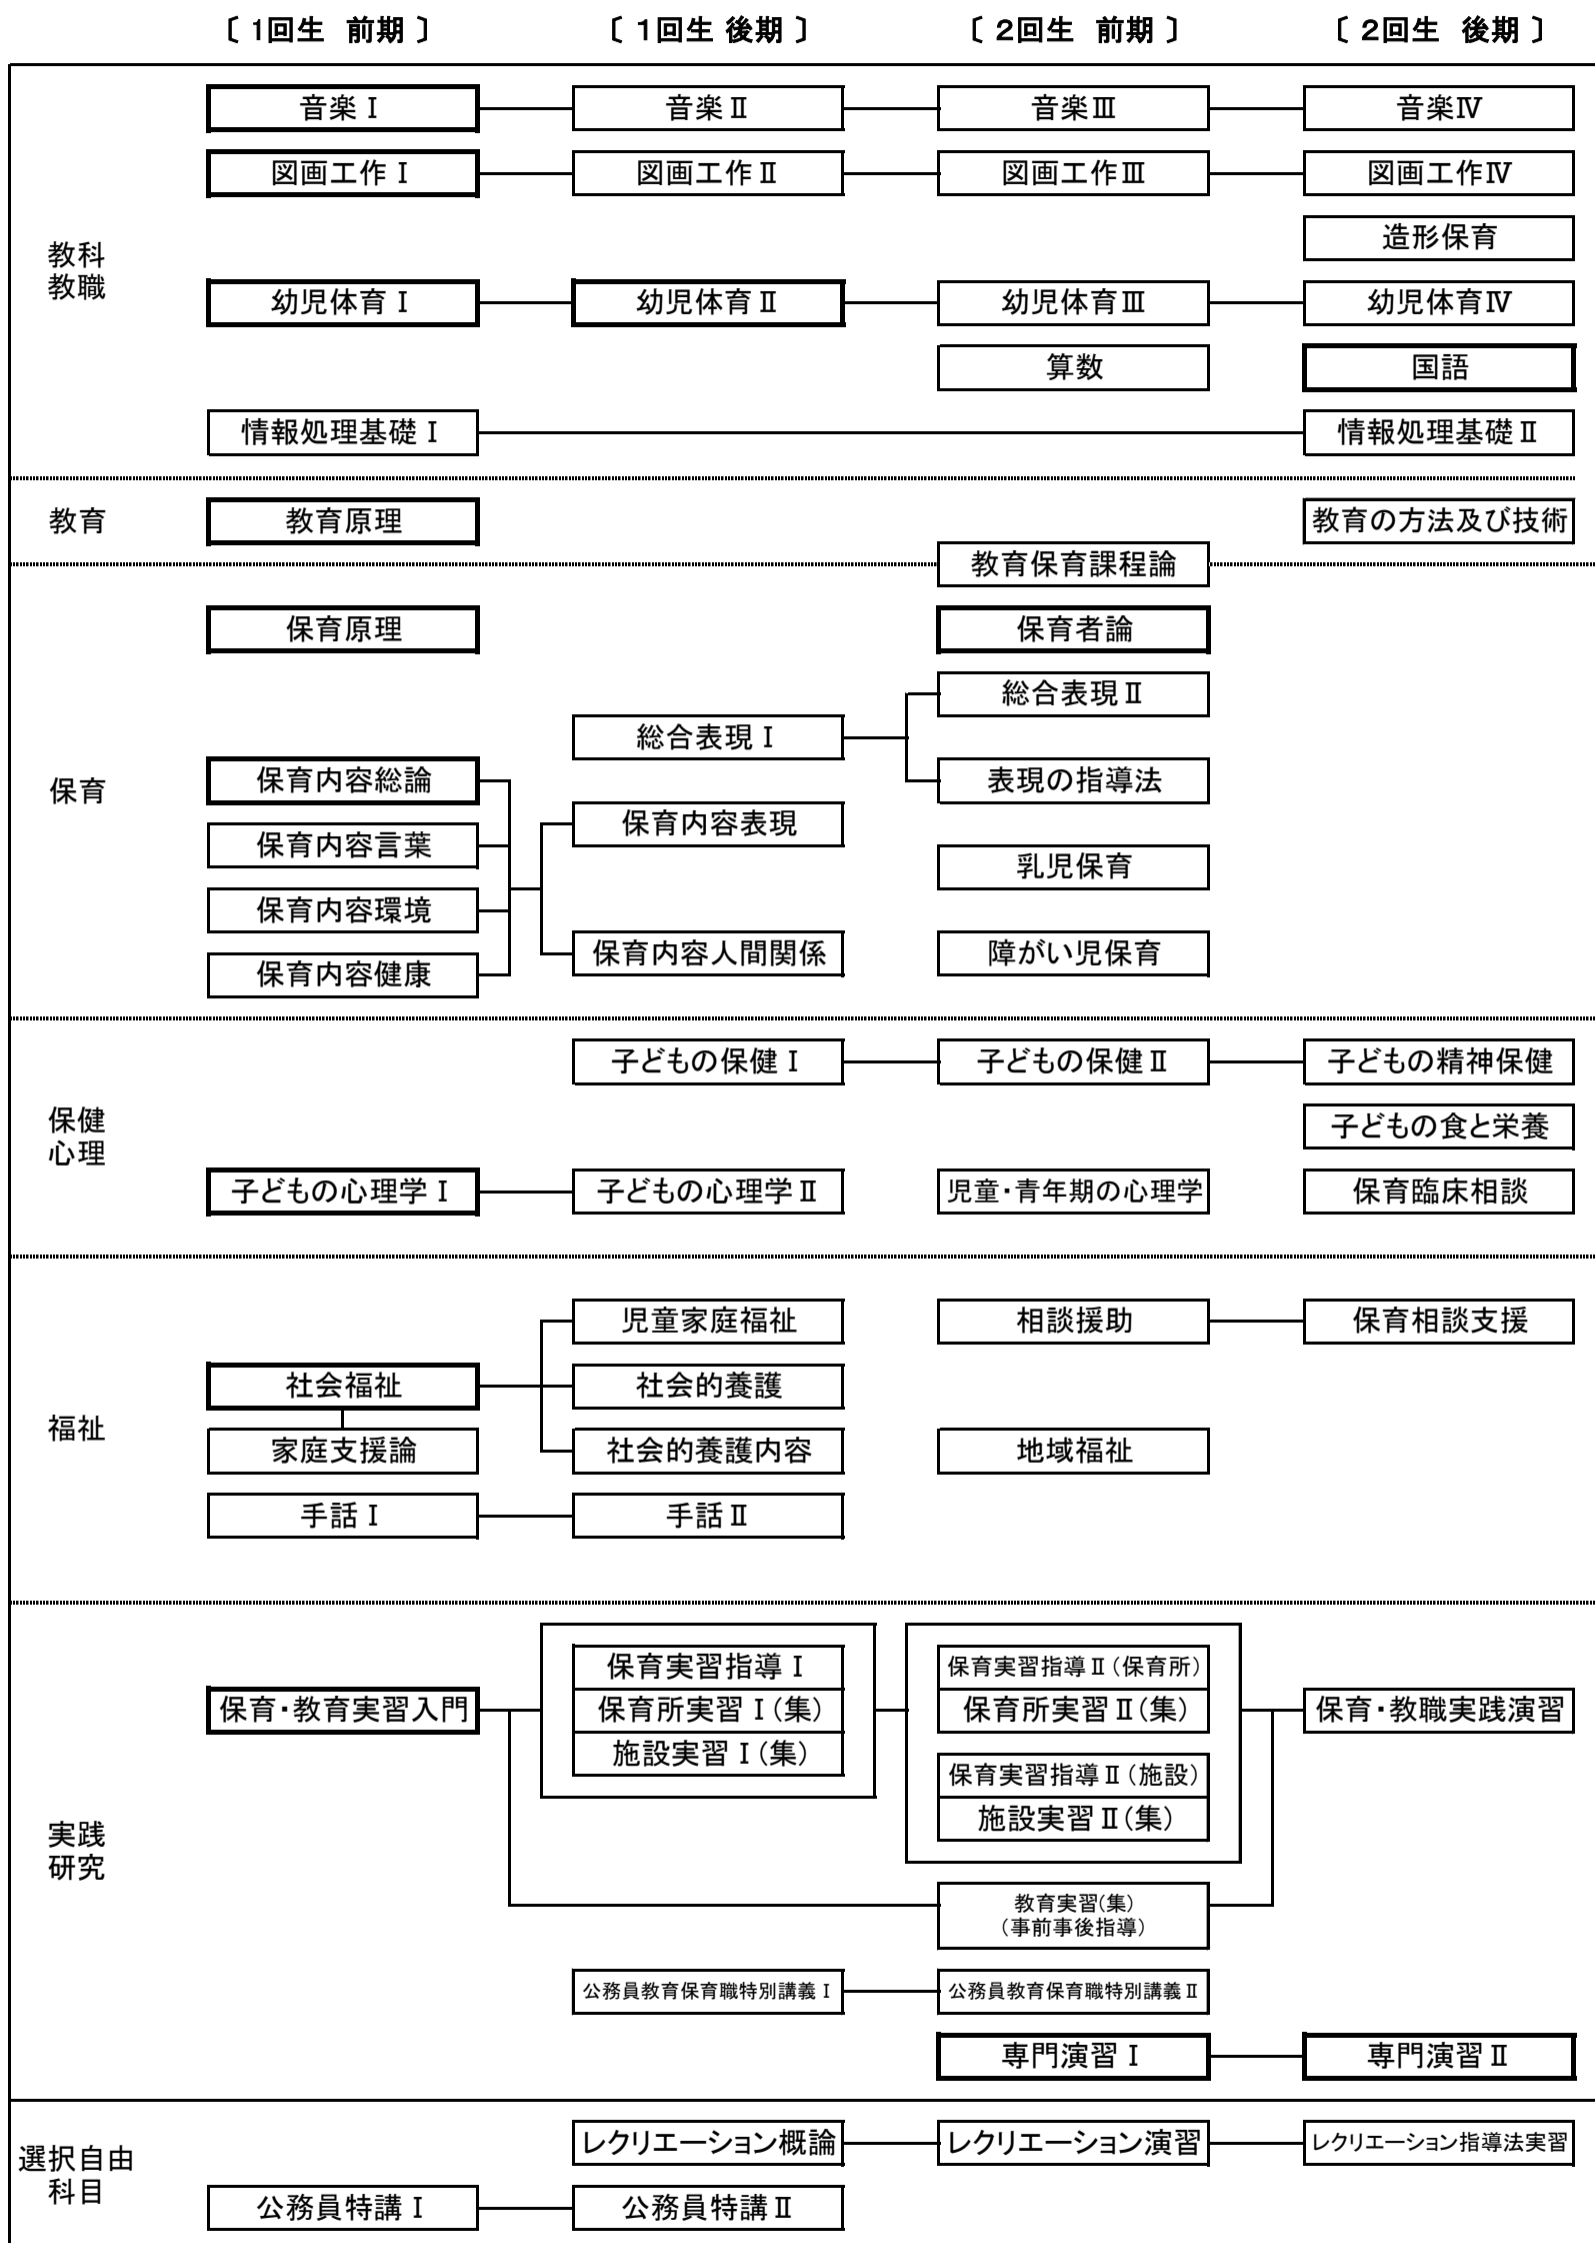 〔 1回生 前期 〕 〔 1回生 後期 〕 〔 2回生 前期 〕 〔 2回生 後期 〕
音楽Ⅰ 音楽Ⅱ 音楽Ⅲ 音楽Ⅳ
図画工作Ⅰ 図画工作Ⅱ 図画工作Ⅲ 図画工作Ⅳ
造形保育
教科
教職
幼児体育Ⅰ 幼児体育Ⅱ 幼児体育Ⅲ 幼児体育Ⅳ
算数 国語
情報処理基礎Ⅰ 情報処理基礎Ⅱ
教育 教育原理 教育の方法及び技術
教育保育課程論
保育原理 保育者論
総合表現Ⅱ
総合表現Ⅰ
保育
保育内容総論 表現の指導法
保育内容表現
保育内容言葉
乳児保育
保育内容環境
保育内容人間関係 障がい児保育
保育内容健康
子どもの保健Ⅰ 子どもの保健Ⅱ 子どもの精神保健
保健
心理
子どもの食と栄養
子どもの心理学Ⅰ 子どもの心理学Ⅱ 児童・青年期の心理学 保育臨床相談
児童家庭福祉 相談援助 保育相談支援
社会福祉 社会的養護
福祉
家庭支援論 社会的養護内容 地域福祉
手話Ⅰ 手話Ⅱ
保育実習指導Ⅰ 保育実習指導Ⅱ(保育所)
保育・教育実習入門 保育所実習Ⅰ(集) 保育所実習Ⅱ(集) 保育・教職実践演習
施設実習Ⅰ(集)
保育実習指導Ⅱ(施設)
施設実習Ⅱ(集)
実践
研究
教育実習(集)
(事前事後指導)
公務員教育保育職特別講義Ⅰ 公務員教育保育職特別講義Ⅱ
専門演習Ⅰ 専門演習Ⅱ
レクリエーション概論 レクリエーション演習 レクリエーション指導法実習
選択自由
科目
公務員特講Ⅰ 公務員特講Ⅱ